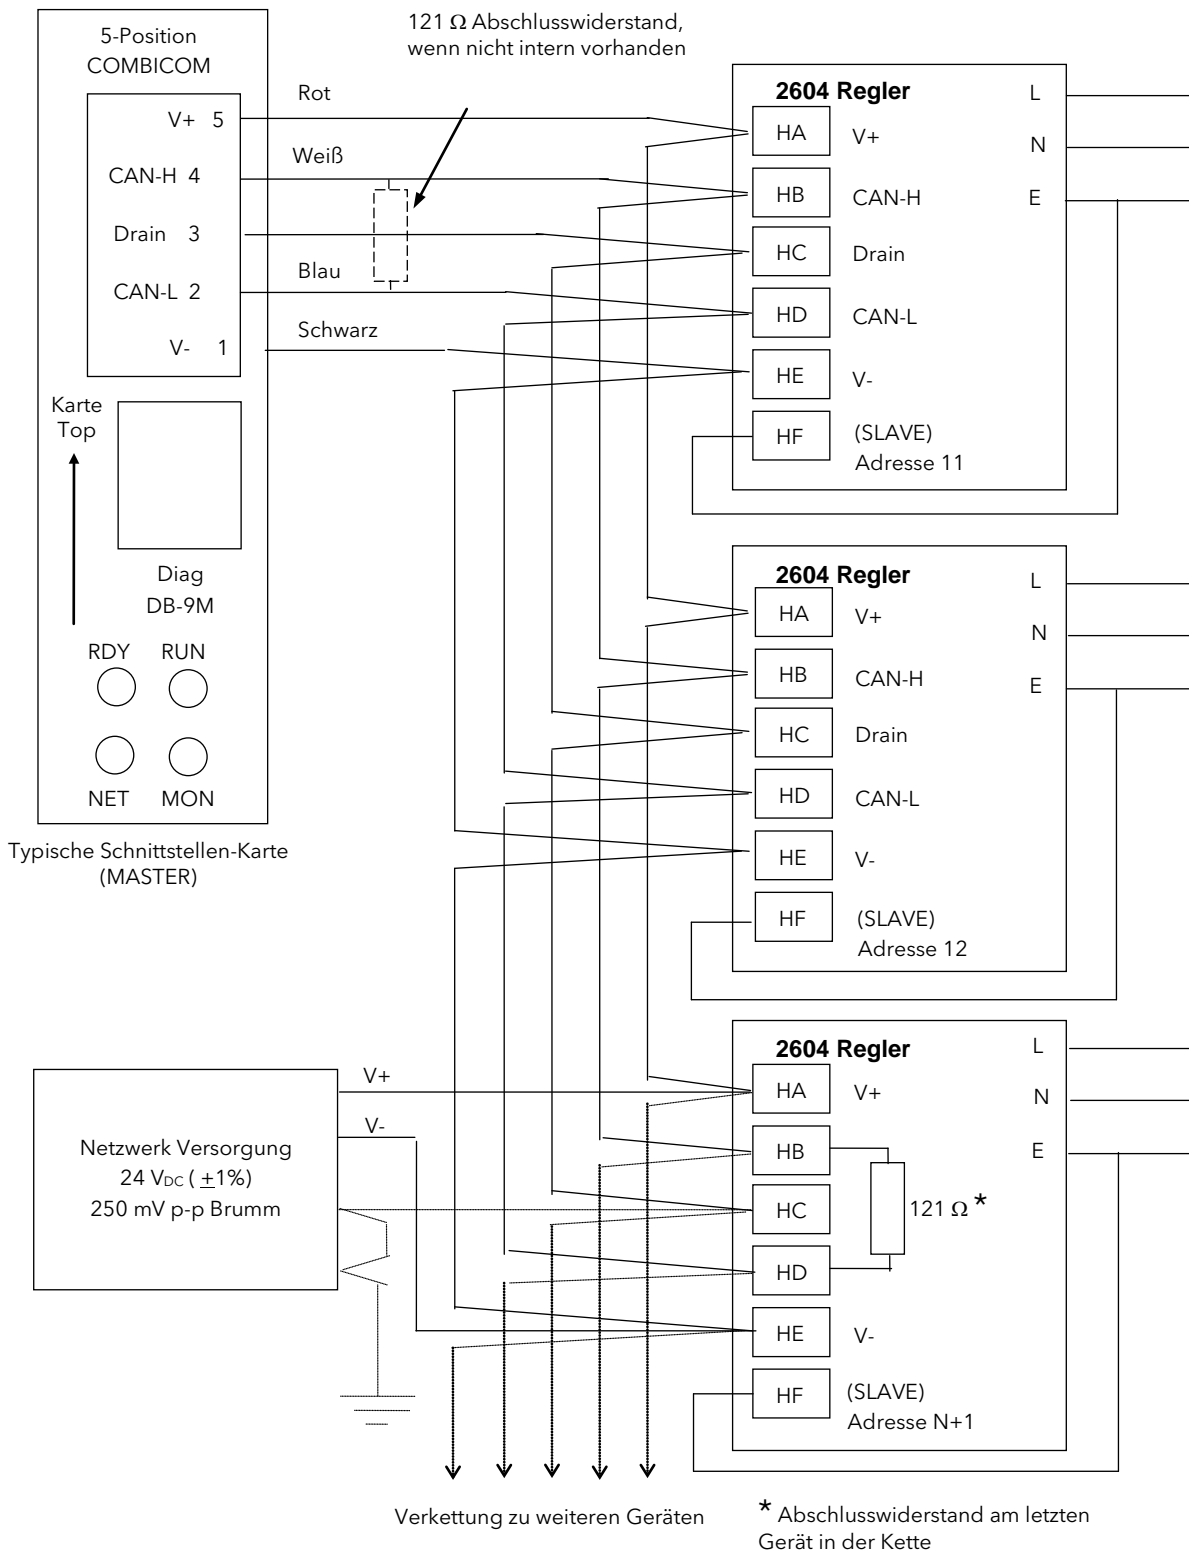 5-Position
COMBICOM
121 Ω Abschlusswiderstand,
wenn nicht intern vorhanden
V+ 5
CAN-H 4
Drain 3
CAN-L 2
V- 1
Rot
Weiß
Blau
Schwarz
Karte
Top
Diag
DB-9M
RDY RUN
NET MON
Typische Schnittstellen-Karte
(MASTER)
2604 Regler
L
HA V+
N
HB CAN-H
E
HC Drain
HD CAN-L
HE V-
HF (SLAVE)
Adresse 11
2604 Regler
L
HA V+
N
HB CAN-H
E
HC Drain
HD CAN-L
HE V-
HF (SLAVE)
Adresse 12
Netzwerk Versorgung
24 VDC ( ±1%)
250 mV p-p Brumm
V+
V-
2604 Regler
L
HA V+
N
HB
E
HC
121 Ω *
HD
HE V-
HF (SLAVE)
Adresse N+1
Verkettung zu weiteren Geräten
* Abschlusswiderstand am letzten
Gerät in der Kette